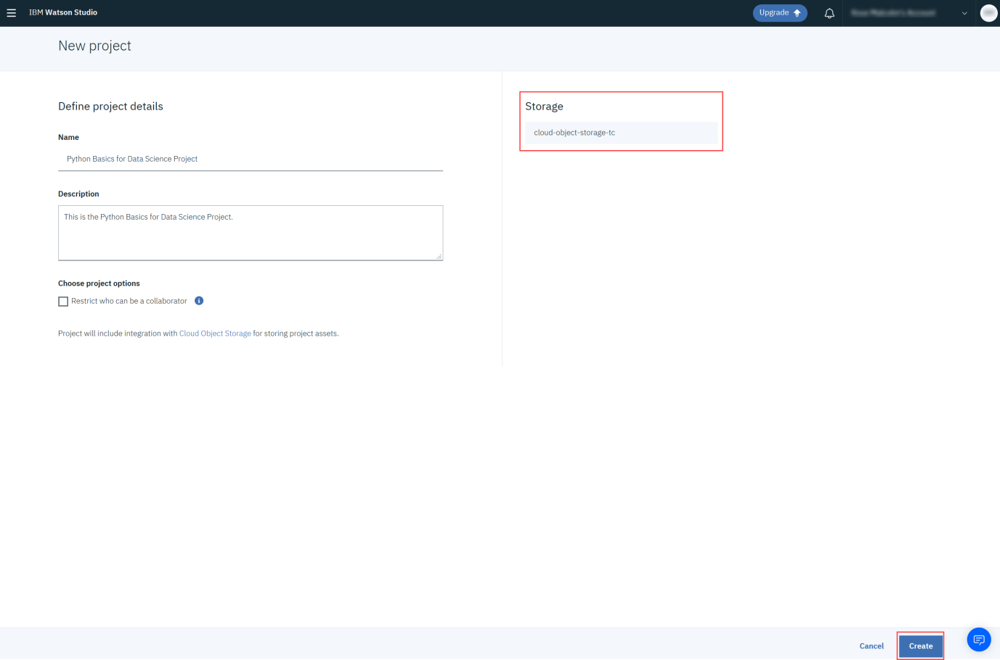 IBM Watson Studio
Upgrade
New project
Define project details
Name
Python Basics for Data Science Project
Description
This is the Python Basics for Data Science Project.
Choose project options
Restrict who can be a collaborator
Project will include integration with Cloud Object Storage for storing project assets.
Storage
cloud-object-storage-tc
Cancel
Create